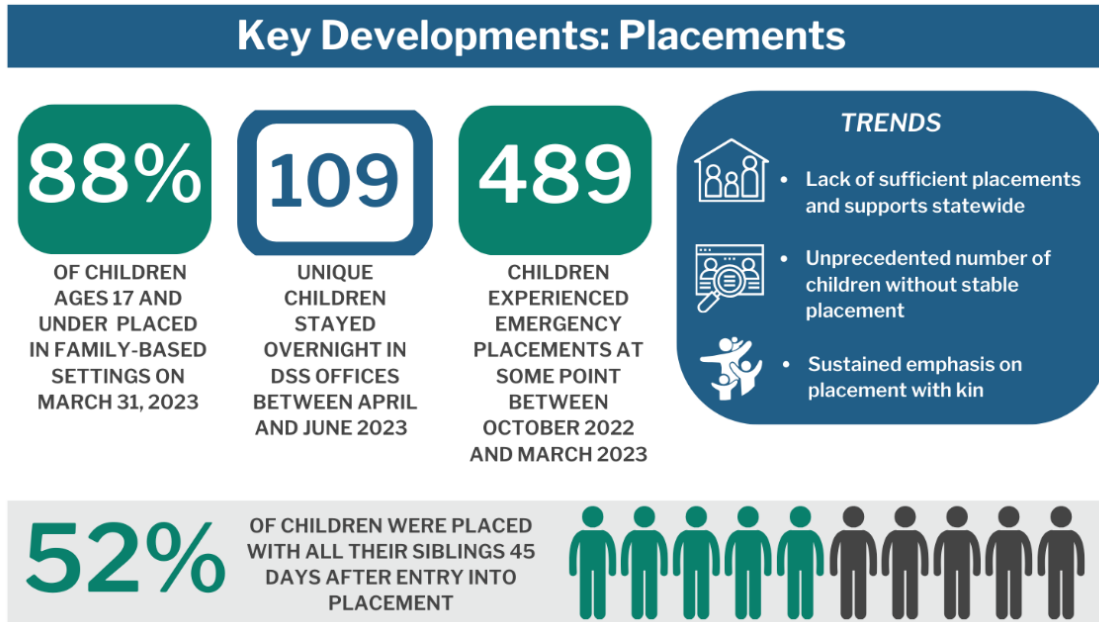 Key Developments: Placements
88%
OF CHILDREN
AGES 17 AND
UNDER PLACED
IN FAMILY-BASED
SETTINGS ON
MARCH 31, 2023
109
UNIQUE
CHILDREN
STAYED
OVERNIGHT IN
DSS OFFICES
BETWEEN APRIL
AND JUNE 2023
489
CHILDREN
EXPERIENCED
EMERGENCY
PLACEMENTS AT
SOME POINT
BETWEEN
OCTOBER 2022
AND MARCH 2023
TRENDS
• Lack of sufficient placements
and supports statewide
• Unprecedented number of
children without stable
placement
• Sustained emphasis on
placement with kin
52%
OF CHILDREN WERE PLACED
WITH ALL THEIR SIBLINGS 45
DAYS AFTER ENTRY INTO
PLACEMENT